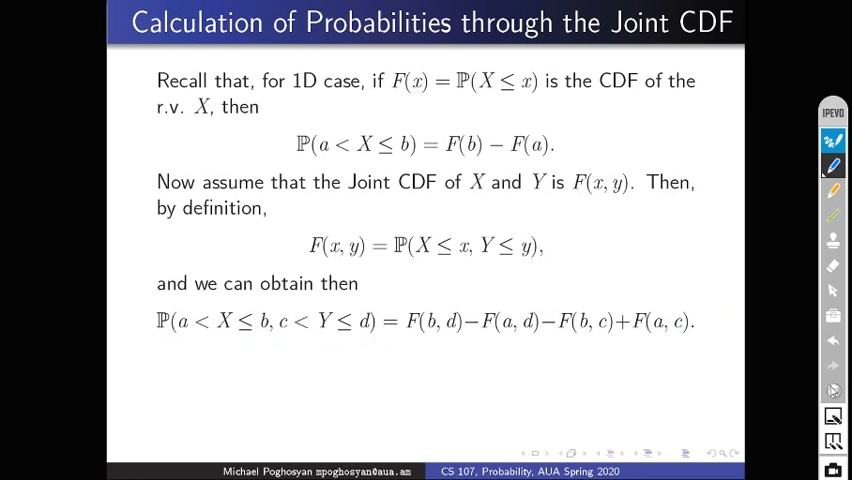 Calculation of Probabilities through the Joint CDF
Recall that, for 1D case, if F(x) = ℙ(X ≤ x) is the CDF of the
r.v. X, then
ℙ(a < X ≤ b) = F(b) − F(a).
Now assume that the Joint CDF of X and Y is F(x, y). Then,
by definition,
F(x, y) = ℙ(X ≤ x, Y ≤ y),
and we can obtain then
ℙ(a < X ≤ b, c < Y ≤ d) = F(b, d)−F(a, d)−F(b, c)+F(a, c).
Michael Poghosyan mpoghosyan@aua.am CS 107, Probability, AUA Spring 2020
IPEVO